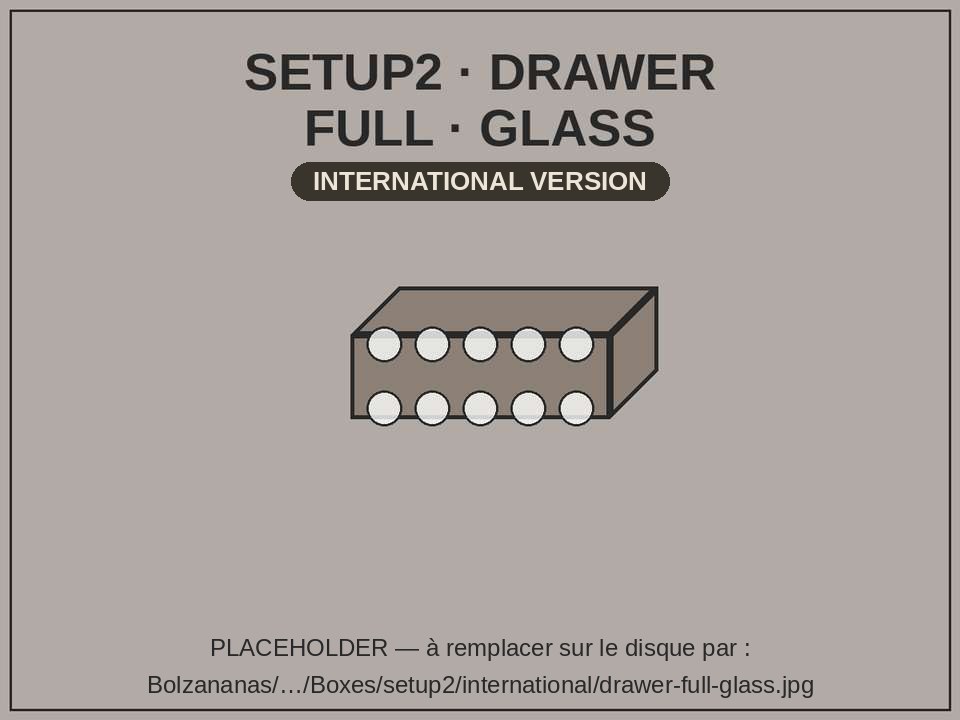 SETUP2 · DRAWER
FULL · GLASS
INTERNATIONAL VERSION
PLACEHOLDER — à remplacer sur le disque par :
Bolzananas/…/Boxes/setup2/international/drawer-full-glass.jpg